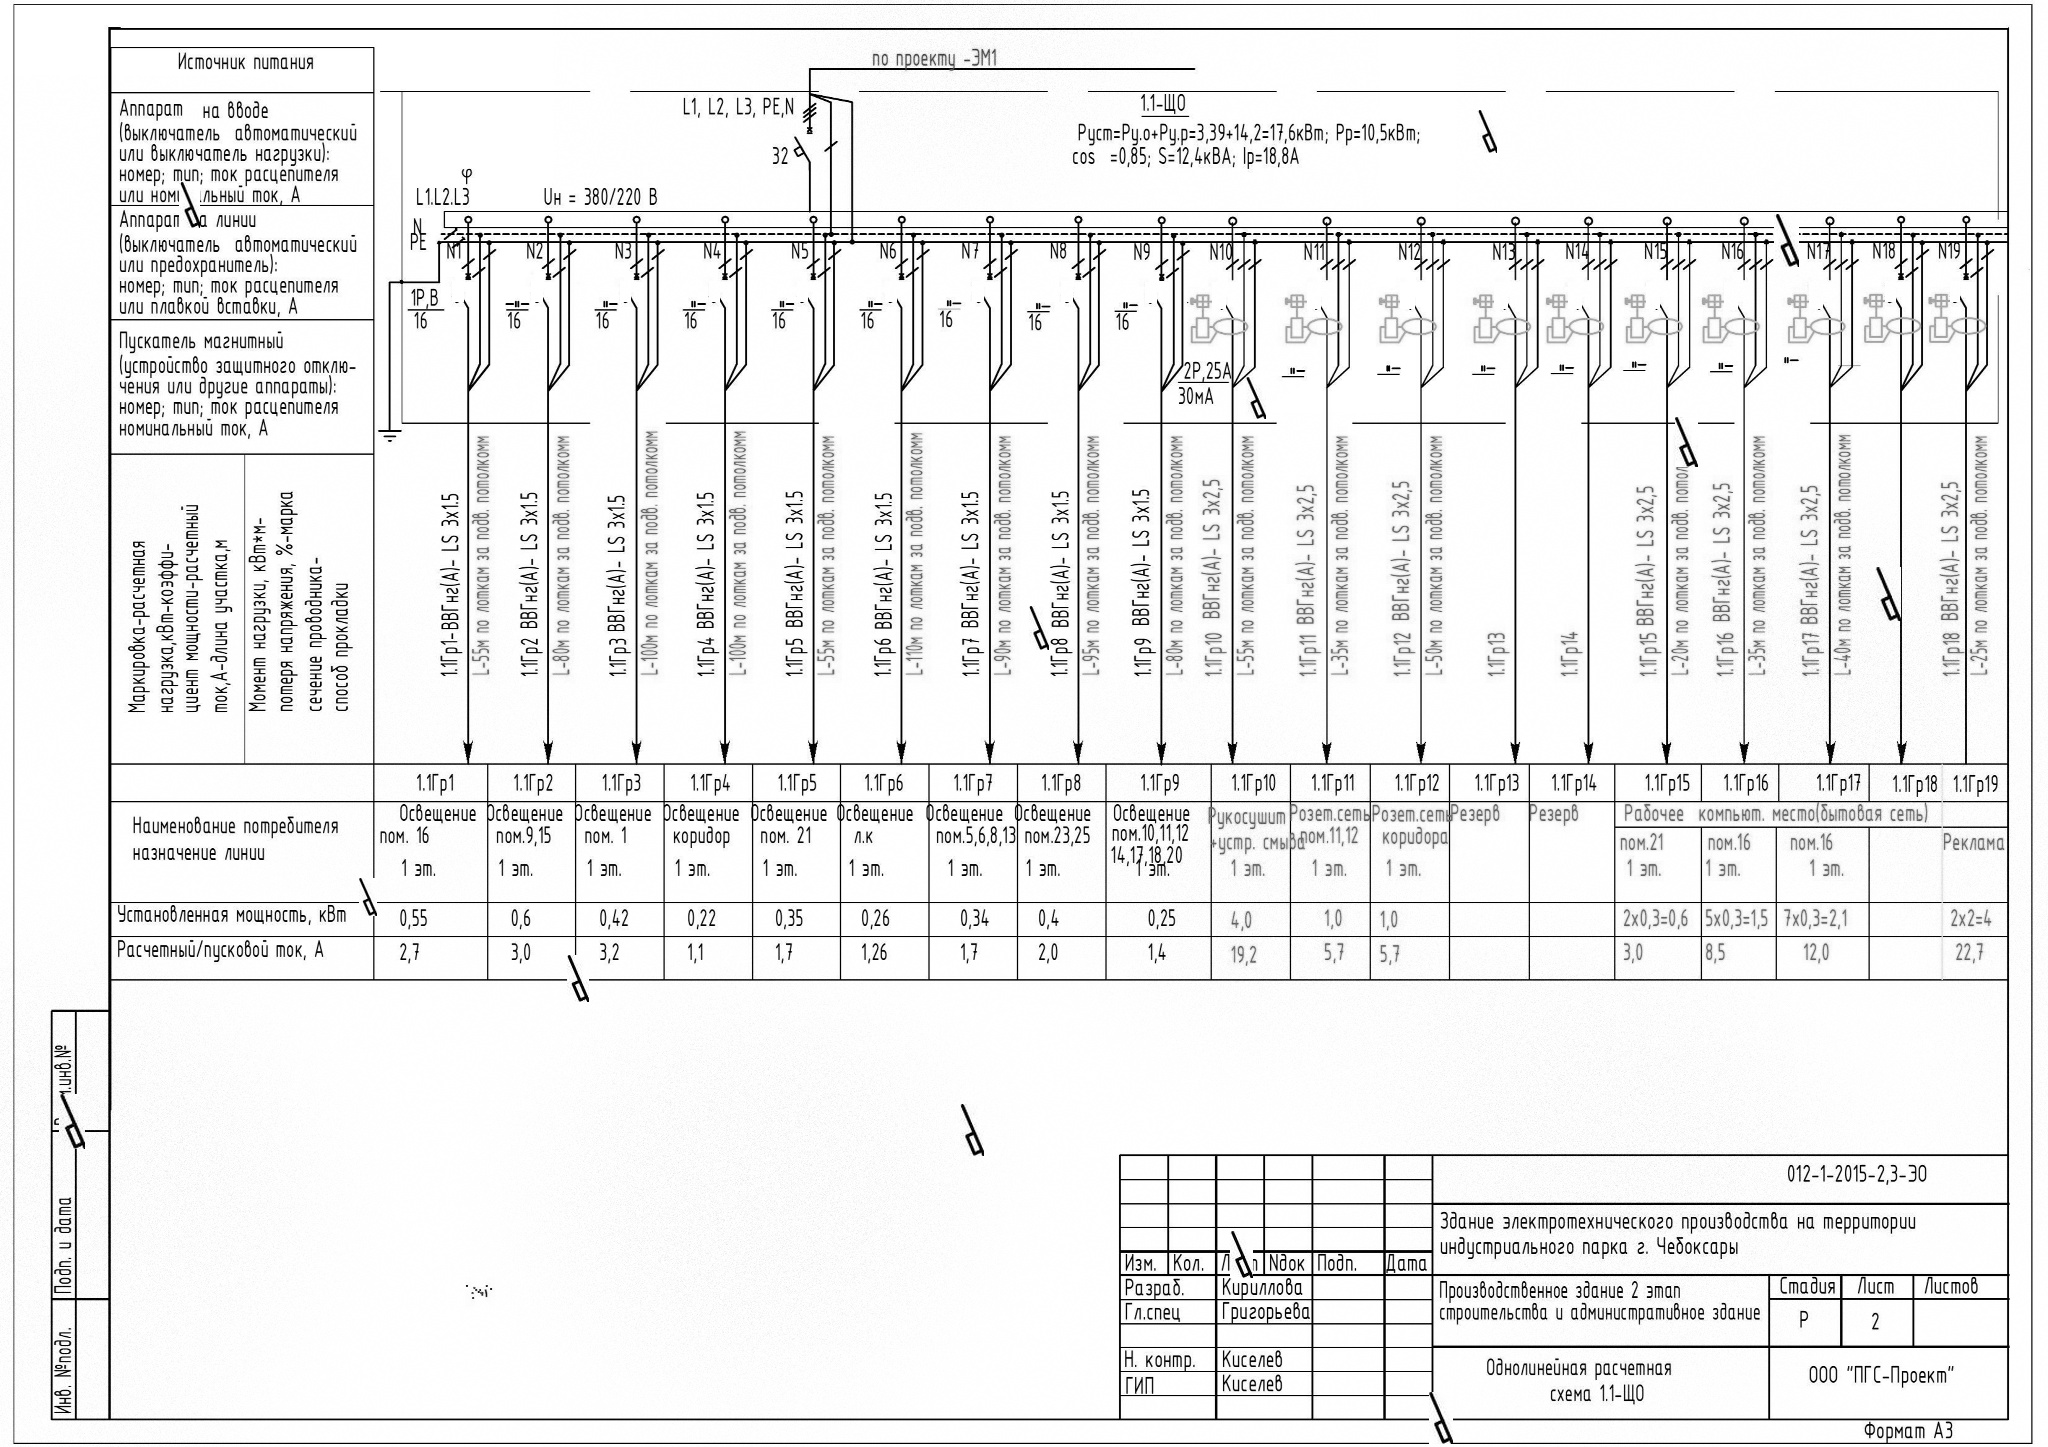 Источник питания
Аппарат на вводе
(выключатель автоматический
или выключатель нагрузки):
номер; тип; ток расцепителя
ток, А
Аппарат линии
(выключатель автоматический
или предохранитель):
номер; тип; ток расцепителя
или плавкой вставки, А
Пускатель магнитный
(устройство защитного отклю-
чения или другие аппараты):
номер; тип; ток расцепителя
номинальный ток, А
Маркировка-расчетная
нагрузка,кВт-коэффи-
циент мощности-расчетный
ток,А-длина участка,м
Момент нагрузки, кВт*м-
потеря напряжения, %-марка
сечение проводника-
способ прокладки
по проекту -ЭМ1
L1, L2, L3, PE,N
32
1.1-ЩО
Руст=Ру.о+Ру.р=3,39+14,2=17,6кВт; Рр=10,5кВт;
cos =0,85; S=12,4кВА; Iр=18,8А
φ
L1.L2.L3
Uн = 380/220 В
N
PE
N1 N2 N3 N4 N5 N6 N7 N8 N9 N10 N11 N12 N13 N14 N15 N16 N17 N18 N19
1P,B
16
-"- 16
-"- 16
-"- 16
-"- 16
-"- 16
-"- 16
-"- 16
-"- 16
2P,25A
30мА
"- "- "- "- "- "- "-
1.1Гр1-ВВГнг(А)- LS 3х1.5
L-55м по лоткам за подв. потолкомм
1.1Гр2 ВВГнг(А)- LS 3х1.5
L-80м по лоткам за подв. потолкомм
1.1Гр3 ВВГнг(А)- LS 3х1.5
L-100м по лоткам за подв. потолкомм
1.1Гр4 ВВГнг(А)- LS 3х1.5
L-100м по лоткам за подв. потолкомм
1.1Гр5 ВВГнг(А)- LS 3х1.5
L-55м по лоткам за подв. потолкомм
1.1Гр6 ВВГнг(А)- LS 3х1.5
L-110м по лоткам за подв. потолкомм
1.1Гр7 ВВГнг(А)- LS 3х1.5
L-90м по лоткам за подв. потолкомм
1.1Гр8 ВВГнг(А)- LS 3х1.5
L-95м по лоткам за подв. потолкомм
1.1Гр9 ВВГнг(А)- LS 3х1.5
L-80м по лоткам за подв. потолкомм
1.1Гр10 ВВГнг(А)- LS 3х2,5
L-55м по лоткам за подв. потолкомм
1.1Гр11 ВВГнг(А)- LS 3х2,5
L-35м по лоткам за подв. потолкомм
1.1Гр12 ВВГнг(А)- LS 3х2,5
L-50м по лоткам за подв. потолкомм
1.1Гр13
1.1Гр14
1.1Гр15 ВВГнг(А)- LS 3х2,5
L-20м по лоткам за подв. потол
1.1Гр16 ВВГнг(А)- LS 3х2,5
L-35м по лоткам за подв. потолкомм
1.1Гр17 ВВГнг(А)- LS 3х2,5
L-40м по лоткам за подв. потолкомм
1.1Гр18 ВВГнг(А)- LS 3х2,5
L-25м по лоткам за подв. потолкомм
1.1Гр1 1.1Гр2 1.1Гр3 1.1Гр4 1.1Гр5 1.1Гр6 1.1Гр7 1.1Гр8 1.1Гр9 1.1Гр10 1.1Гр11 1.1Гр12 1.1Гр13 1.1Гр14 1.1Гр15 1.1Гр16 1.1Гр17 1.1Гр18 1.1Гр19
Наименование потребителя
назначение линии
Освещение
пом. 16
1 эт.
Освещение
пом.9,15
1 эт.
Освещение
пом. 1
1 эт.
Освещение
коридор
1 эт.
Освещение
пом. 21
1 эт.
Освещение
л.к
1 эт.
Освещение
пом.5,6,8,13
1 эт.
Освещение
пом.23,25
1 эт.
Освещение
пом.10,11,12
14,17,18,20
1 эт.
Рукосушит
+устр. смыва
1 эт.
Розет.сеть
пом.11,12
1 эт.
Розет.сеть
коридора
1 эт.
Резерв
Резерв
Рабочее компьют. место(бытовая сеть)
пом.21
1 эт.
пом.16
1 эт.
пом.16
1 эт.
Реклама
Установленная мощность, кВт 0,55 0,6 0,42 0,22 0,35 0,26 0,34 0,4 0,25 4,0 1,0 1,0 2х0,3=0,6 5х0,3=1,5 7х0,3=2,1 2х2=4
Расчетный/пусковой ток, А 2,7 3,0 3,2 1,1 1,7 1,26 1,7 2,0 1,4 19,2 5,7 5,7 3,0 8,5 12,0 22,7
Подп. и дата
Инв. №подл.
012-1-2015-2,3-ЭО
Здание электротехнического производства на территории
индустриального парка г. Чебоксары
Изм. Кол. Nдок Подп. Дата
Разраб. Кириллова
Гл.спец Григорьева
Н. контр. Киселев
ГИП Киселев
Производственное здание 2 этап
строительства и административное здание
Стадия Лист Листов
Р 2
Однолинейная расчетная
схема 1.1-ЩО
ООО "ПГС-Проект"
Формат А3